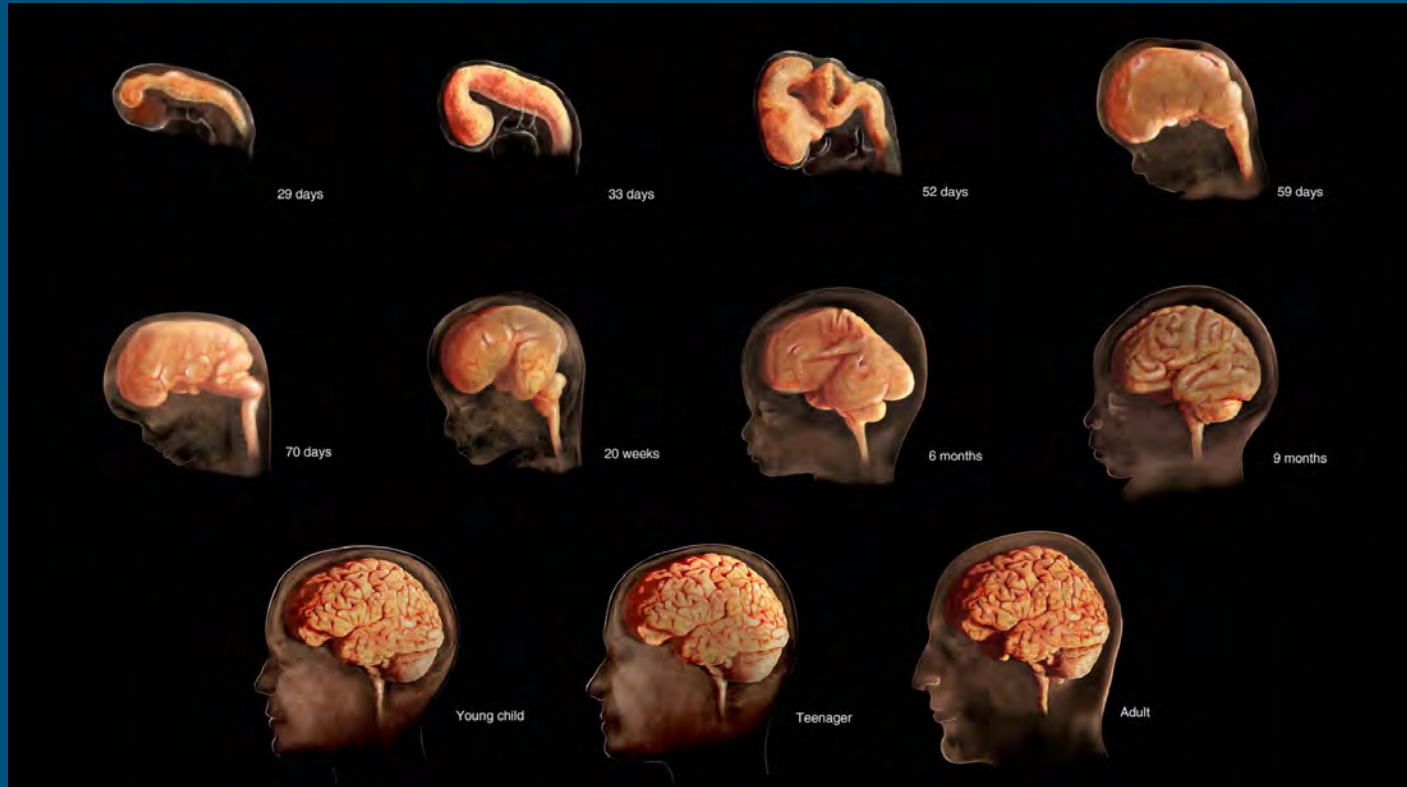 29 days
33 days
52 days
59 days
70 days
20 weeks
6 months
9 months
Young child
Teenager
Adult